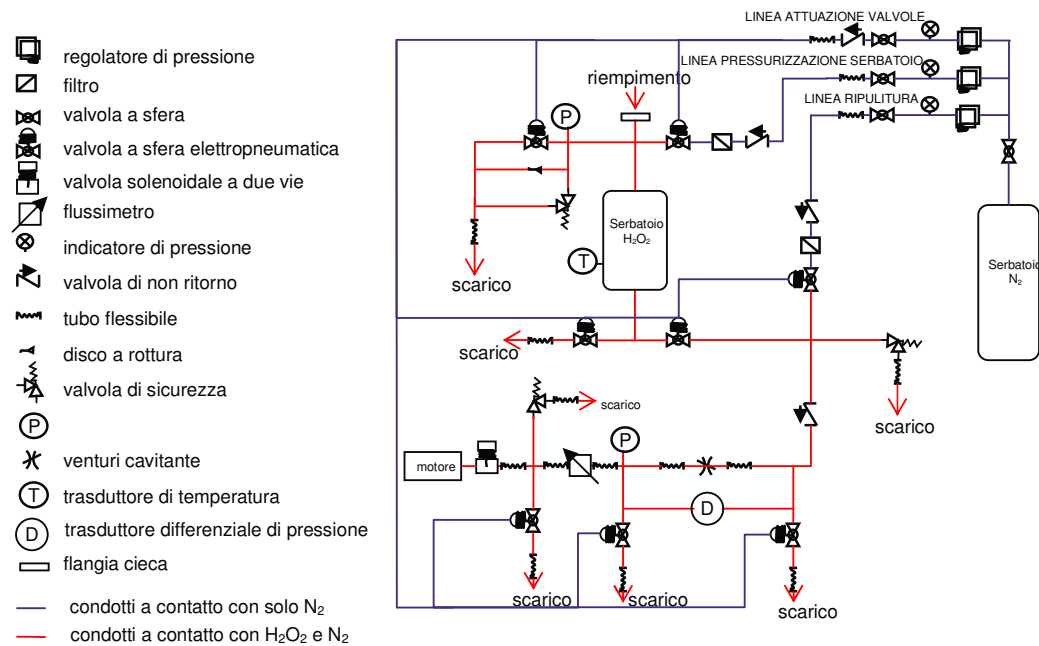 regolatore di pressione
filtro
valvola a sfera
valvola a sfera elettropneumatica
valvola solenoidale a due vie
flussimetro
indicatore di pressione
valvola di non ritorno
tubo flessibile
disco a rottura
valvola di sicurezza
P
venturi cavitante
T
trasduttore di temperatura
D
trasduttore differenziale di pressione
flangia cieca
condotti a contatto con solo N₂
condotti a contatto con H₂O₂ e N₂
LINEA ATTUAZIONE VALVOLE
LINEA PRESSURIZZAZIONE SERBATOIO
LINEA RIPULITURA
riempimento
P
Serbatoio
H₂O₂
T
scarico
Serbatoio
N₂
scarico
scarico
scarico
motore
P
D
scarico
scarico
scarico